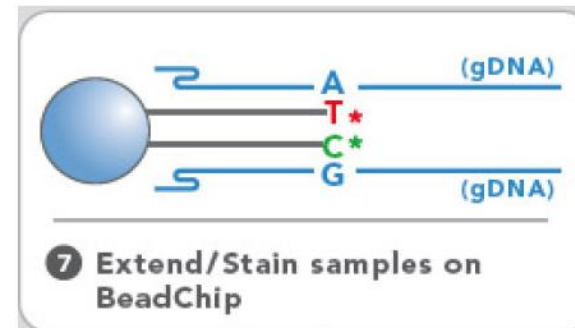 A (gDNA)
T*
C*
G (gDNA)
7 Extend/Stain samples on
BeadChip